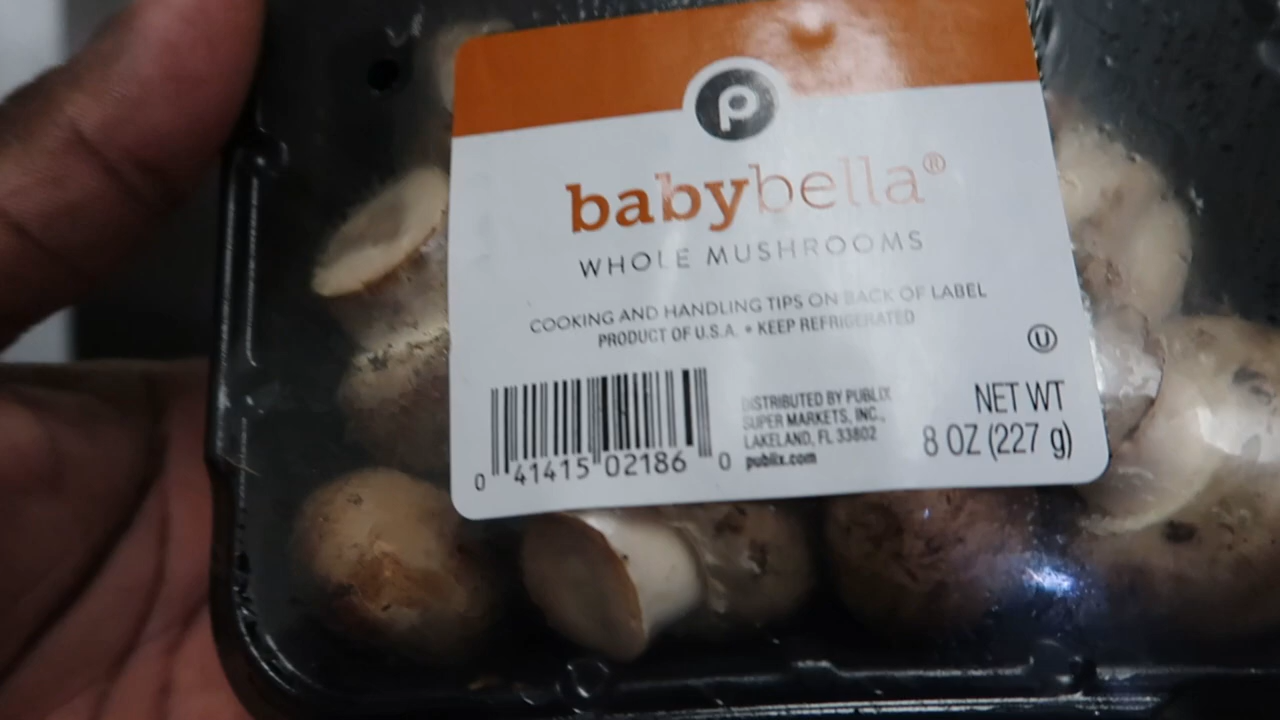 p
babybella®
WHOLE MUSHROOMS
COOKING AND HANDLING TIPS ON BACK OF LABEL
PRODUCT OF U.S.A. • KEEP REFRIGERATED
U
DISTRIBUTED BY PUBLIX
SUPER MARKETS, INC.,
LAKELAND, FL 33802
publix.com
NET WT
8 OZ (227 g)
0 41415 02186 0